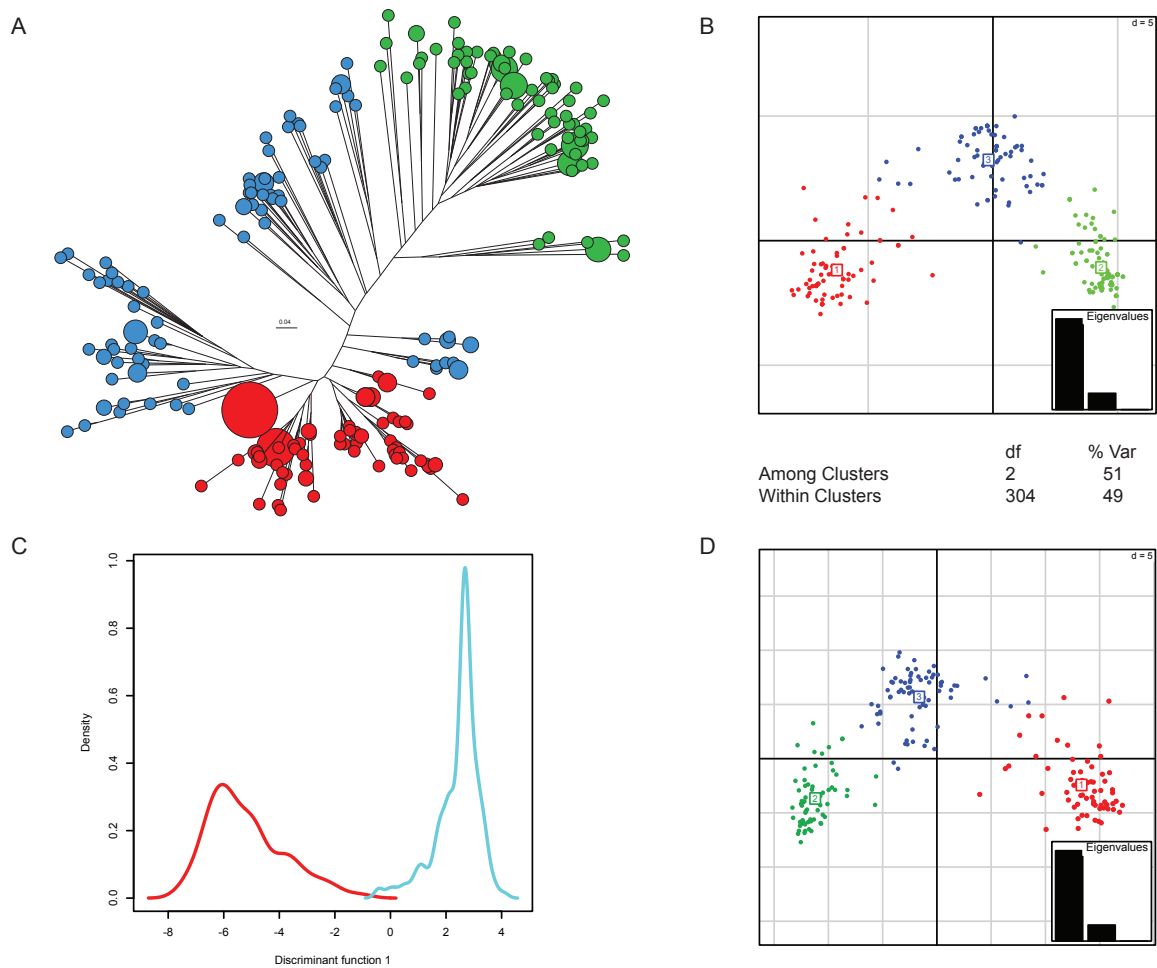 A
0.04
B
d = 5
3
1
2
Eigenvalues
df % Var
Among Clusters 2 51
Within Clusters 304 49
C
Density
0.0 0.2 0.4 0.6 0.8 1.0
-8 -6 -4 -2 0 2 4
Discriminant function 1
D
d = 5
3
1
2
Eigenvalues